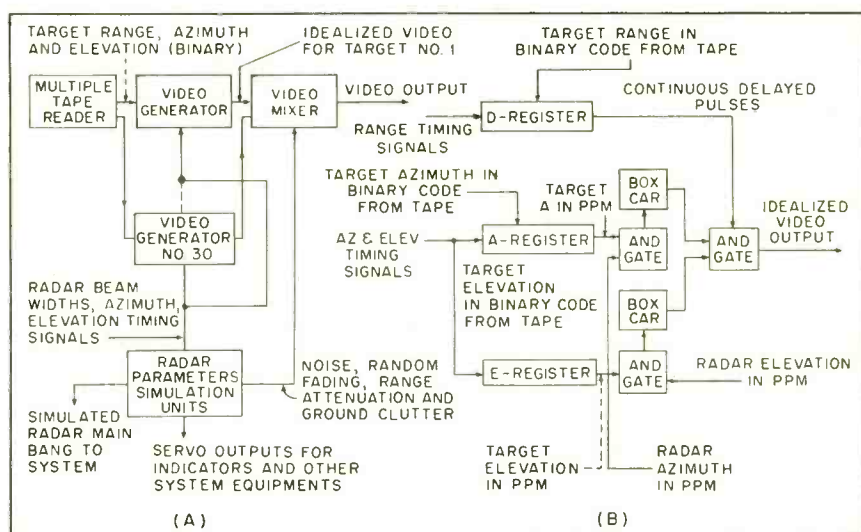 TARGET RANGE, AZIMUTH
AND ELEVATION (BINARY)
IDEALIZED VIDEO
FOR TARGET NO. 1
MULTIPLE
TAPE
READER
VIDEO
GENERATOR
VIDEO
MIXER
VIDEO OUTPUT
VIDEO
GENERATOR
NO. 30
RADAR BEAM
WIDTHS, AZIMUTH,
ELEVATION TIMING
SIGNALS
RADAR
PARAMETERS
SIMULATION
UNITS
NOISE, RANDOM
FADING, RANGE
ATTENUATION AND
GROUND CLUTTER
SIMULATED
RADAR MAIN
BANG TO
SYSTEM
SERVO OUTPUTS FOR
INDICATORS AND OTHER
SYSTEM EQUIPMENTS
(A)
TARGET RANGE IN
BINARY CODE FROM TAPE
CONTINUOUS DELAYED
PULSES
RANGE TIMING
SIGNALS
D-REGISTER
TARGET AZIMUTH IN
BINARY CODE
FROM TAPE
TARGET
A IN PPM
BOX
CAR
IDEALIZED
VIDEO
OUTPUT
AZ & ELEV
TIMING
SIGNALS
A-REGISTER
AND
GATE
AND
GATE
TARGET
ELEVATION
IN BINARY CODE
FROM TAPE
BOX
CAR
E-REGISTER
AND
GATE
RADAR ELEVATION
IN PPM
TARGET
ELEVATION
IN PPM
RADAR
AZIMUTH
IN PPM
(B)